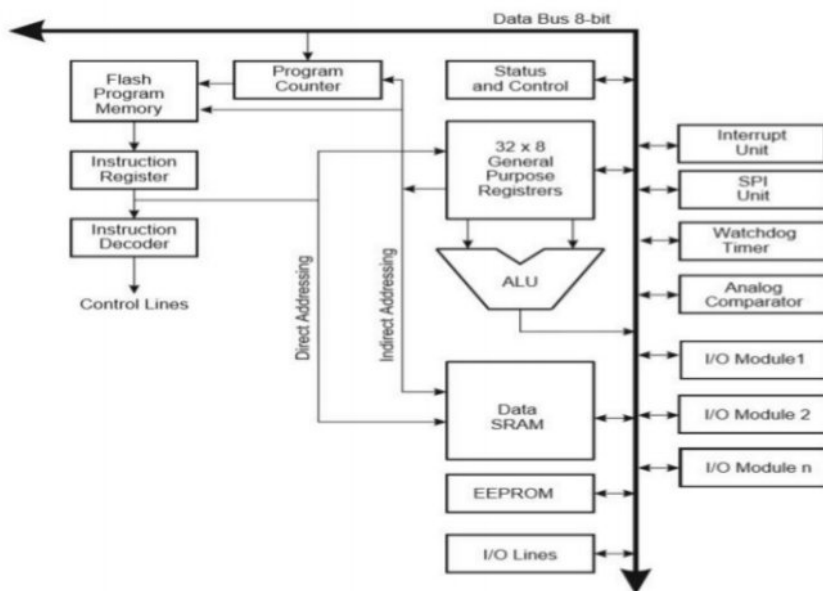 Data Bus 8-bit
Flash
Program
Memory
Program
Counter
Status
and Control
Instruction
Register
32 x 8
General
Purpose
Registrers
Interrupt
Unit
SPI
Unit
Instruction
Decoder
Watchdog
Timer
ALU
Analog
Comparator
Control Lines
Direct Addressing
Indirect Addressing
I/O Module1
Data
SRAM
I/O Module 2
I/O Module n
EEPROM
I/O Lines